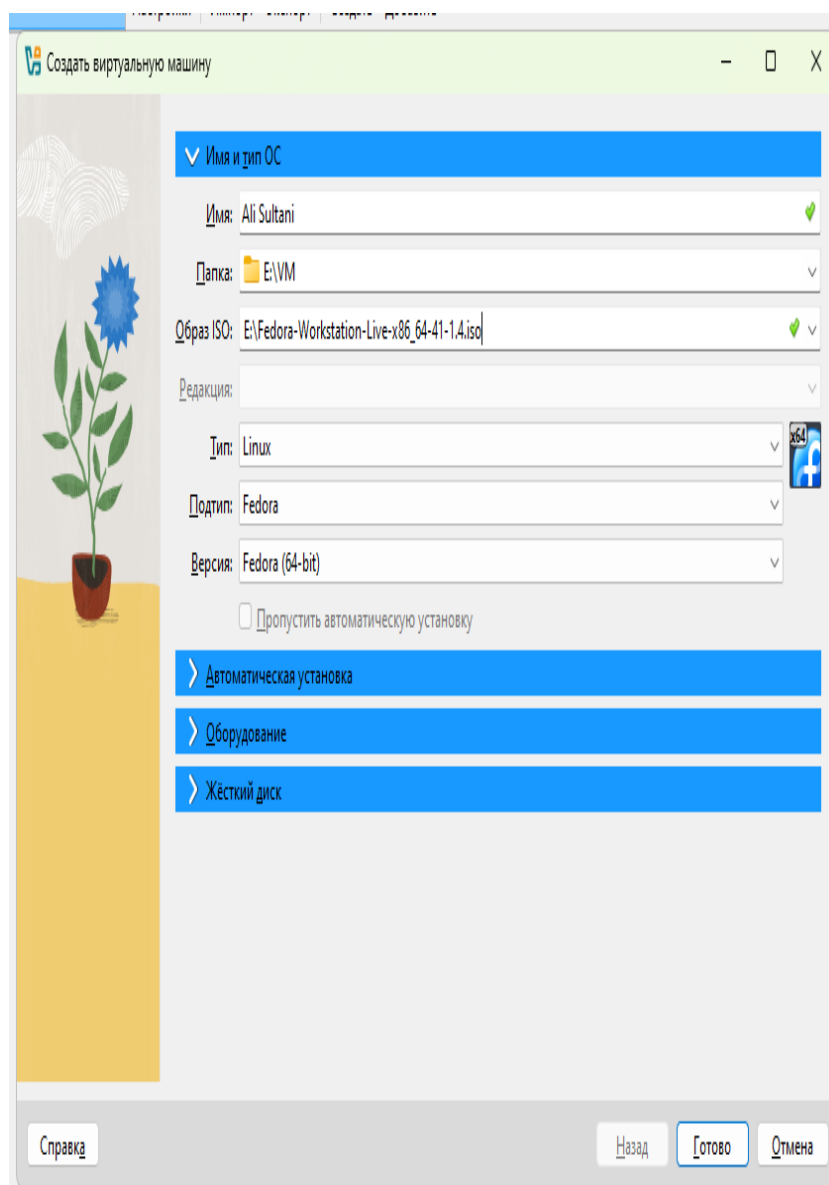 Создать виртуальную машину
Имя и тип ОС
Имя: Ali Sultani
Папка: E:\VM
Образ ISO: E:\Fedora-Workstation-Live-x86_64-41-1.4.iso
Редакция:
x64
Тип: Linux
Подтип: Fedora
Версия: Fedora (64-bit)
Пропустить автоматическую установку
Автоматическая установка
Оборудование
Жёсткий диск
Справка Назад Готово Отмена